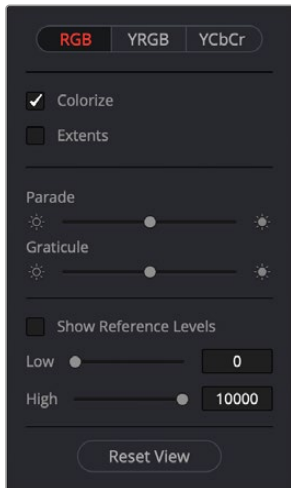 RGB YRGB YCbCr
Colorize
Extents
Parade
Graticule
Show Reference Levels
Low 0
High 10000
Reset View